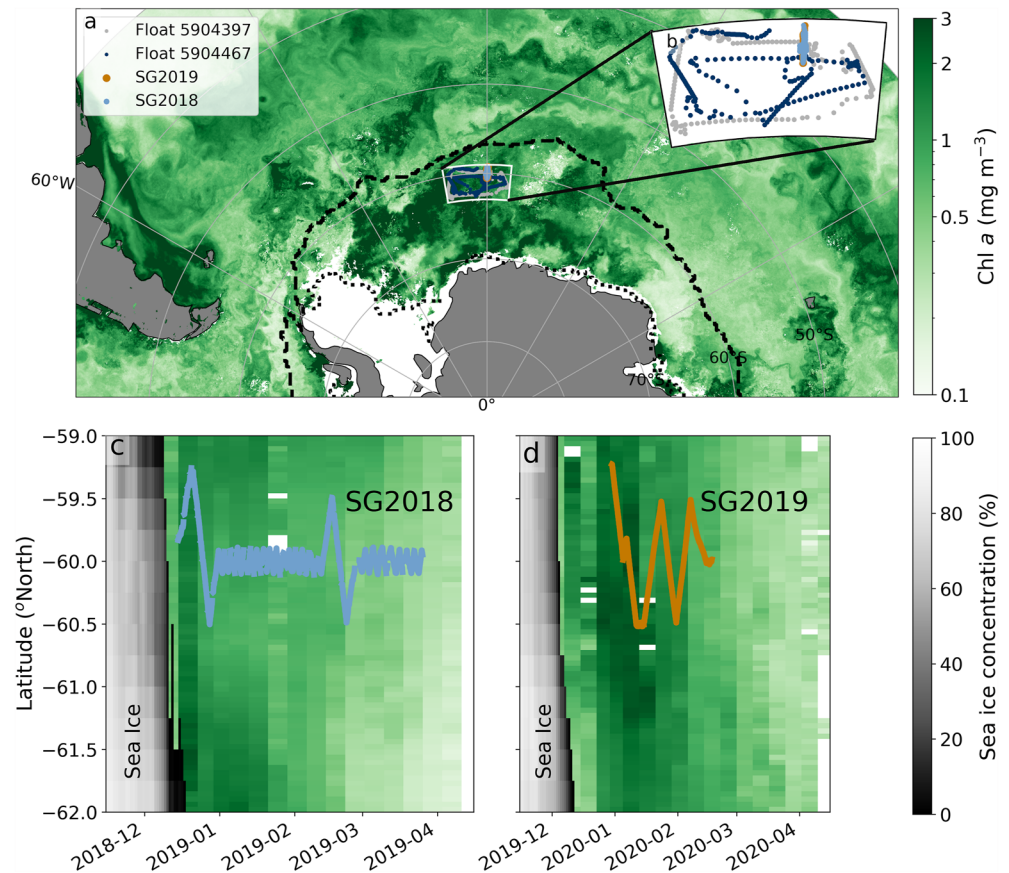 a
Float 5904397
Float 5904467
SG2019
SG2018
b
60°W
50°S
60°S
70°S
0°
3
2
1
0.5
0.1
Chl a (mg m⁻³)
c
SG2018
Sea Ice
−59.0
−59.5
−60.0
−60.5
−61.0
−61.5
−62.0
Latitude (°North)
2018-12
2019-01
2019-02
2019-03
2019-04
d
SG2019
Sea Ice
2019-12
2020-01
2020-02
2020-03
2020-04
100
80
60
40
20
0
Sea ice concentration (%)